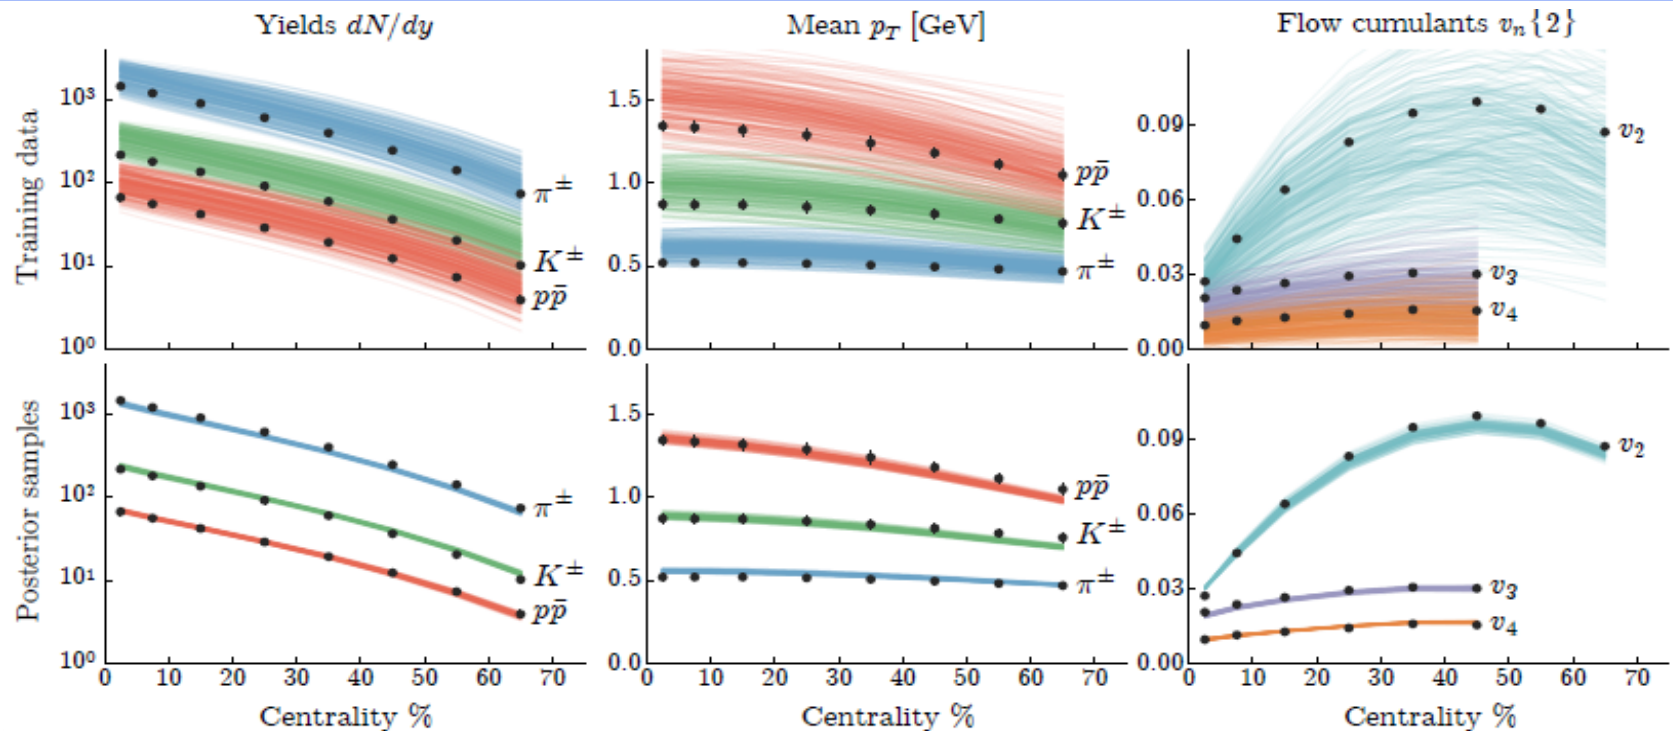 Yields dN/dy
Mean p_T [GeV]
Flow cumulants v_n{2}
Training data
10³
10²
10¹
10⁰
π±
K±
pp̄
1.5
1.0
0.5
0.0
pp̄
K±
π±
0.09
0.06
0.03
0.00
v₂
v₃
v₄
Posterior samples
10³
10²
10¹
10⁰
π±
K±
pp̄
0 10 20 30 40 50 60 70
Centrality %
1.5
1.0
0.5
0.0
pp̄
K±
π±
0 10 20 30 40 50 60 70
Centrality %
0.09
0.06
0.03
0.00
v₂
v₃
v₄
0 10 20 30 40 50 60 70
Centrality %